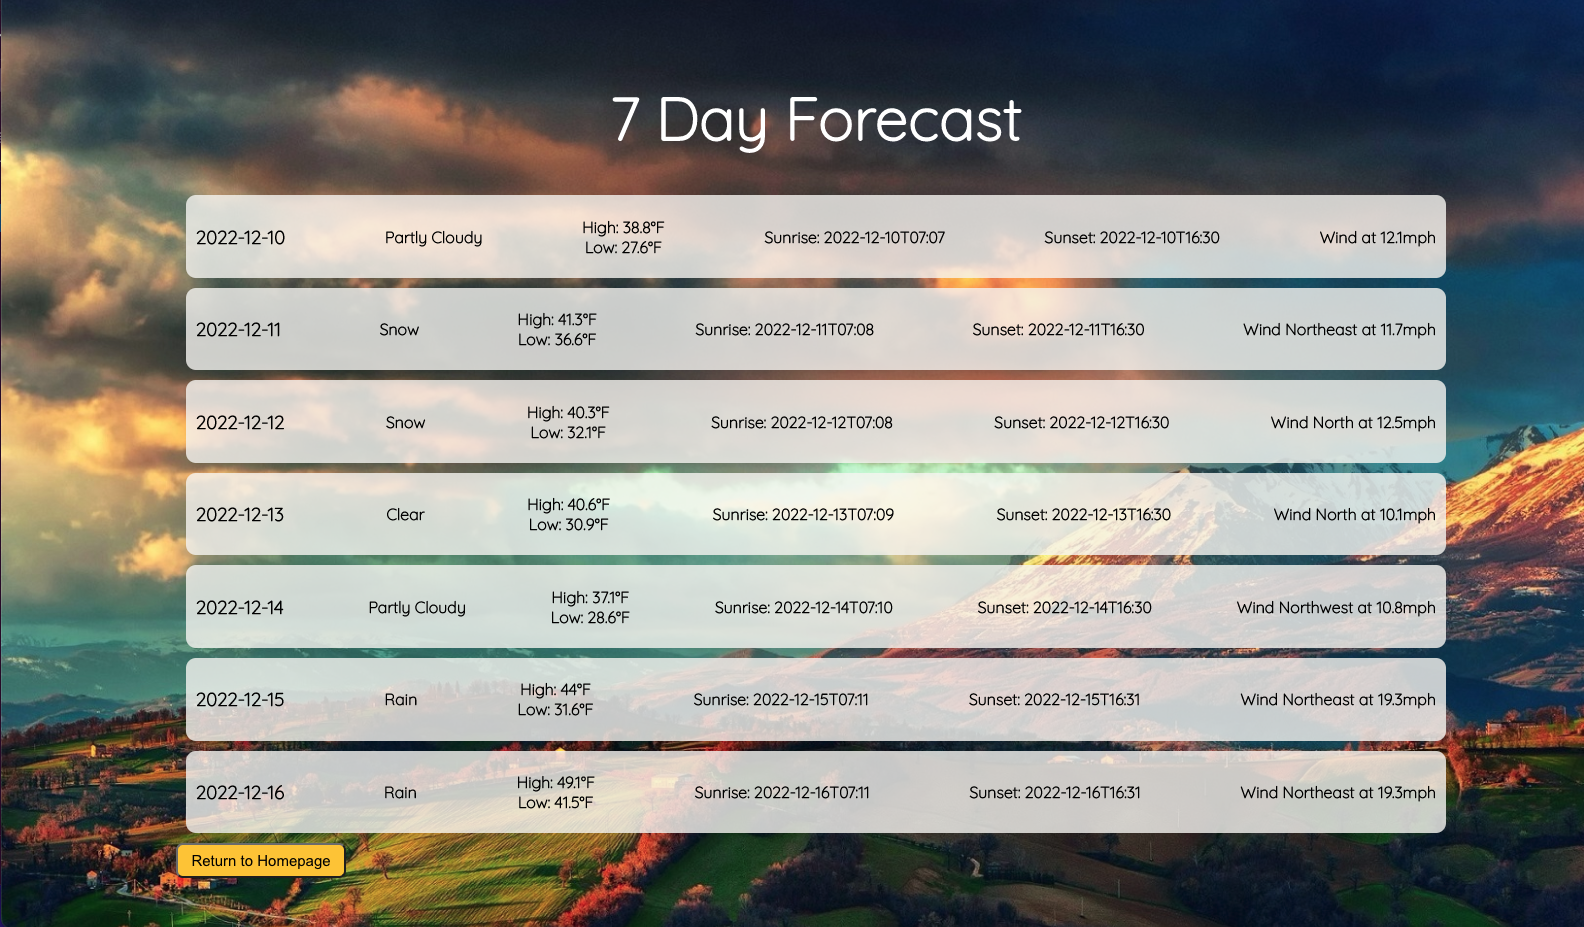 7 Day Forecast
2022-12-10 Partly Cloudy High: 38.8°F Sunrise: 2022-12-10T07:07 Sunset: 2022-12-10T16:30 Wind at 12.1mph
Low: 27.6°F
2022-12-11 Snow High: 41.3°F Sunrise: 2022-12-11T07:08 Sunset: 2022-12-11T16:30 Wind Northeast at 11.7mph
Low: 36.6°F
2022-12-12 Snow High: 40.3°F Sunrise: 2022-12-12T07:08 Sunset: 2022-12-12T16:30 Wind North at 12.5mph
Low: 32.1°F
2022-12-13 Clear High: 40.6°F Sunrise: 2022-12-13T07:09 Sunset: 2022-12-13T16:30 Wind North at 10.1mph
Low: 30.9°F
2022-12-14 Partly Cloudy High: 37.1°F Sunrise: 2022-12-14T07:10 Sunset: 2022-12-14T16:30 Wind Northwest at 10.8mph
Low: 28.6°F
2022-12-15 Rain High: 44°F Sunrise: 2022-12-15T07:11 Sunset: 2022-12-15T16:31 Wind Northeast at 19.3mph
Low: 31.6°F
2022-12-16 Rain High: 49.1°F Sunrise: 2022-12-16T07:11 Sunset: 2022-12-16T16:31 Wind Northeast at 19.3mph
Low: 41.5°F
Return to Homepage